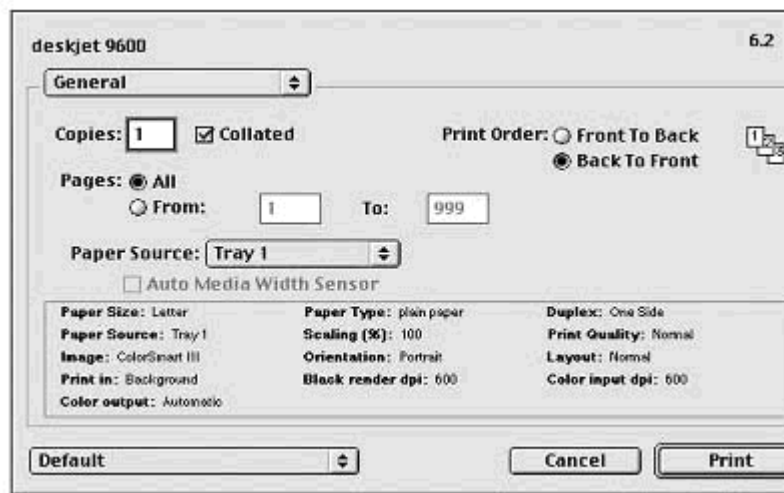 deskjet 9600 6.2
General
Copies: 1 Collated Print Order: Front To Back
Back To Front
Pages: All
From: 1 To: 999
Paper Source: Tray 1
Auto Media Width Sensor
Paper Size: Letter Paper Type: plain paper Duplex: One Side
Paper Source: Tray 1 Scaling (%): 100 Print Quality: Normal
Image: ColorSmart III Orientation: Portrait Layout: Normal
Print in: Background Black render dpi: 600 Color input dpi: 600
Color output: Automatic
Default Cancel Print